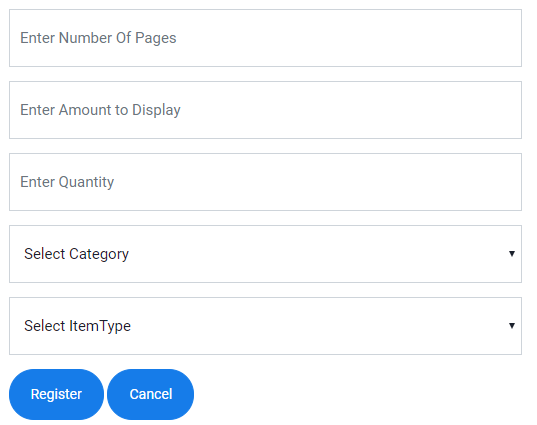 Enter Number Of Pages
Enter Amount to Display
Enter Quantity
Select Category
Select ItemType
Register Cancel